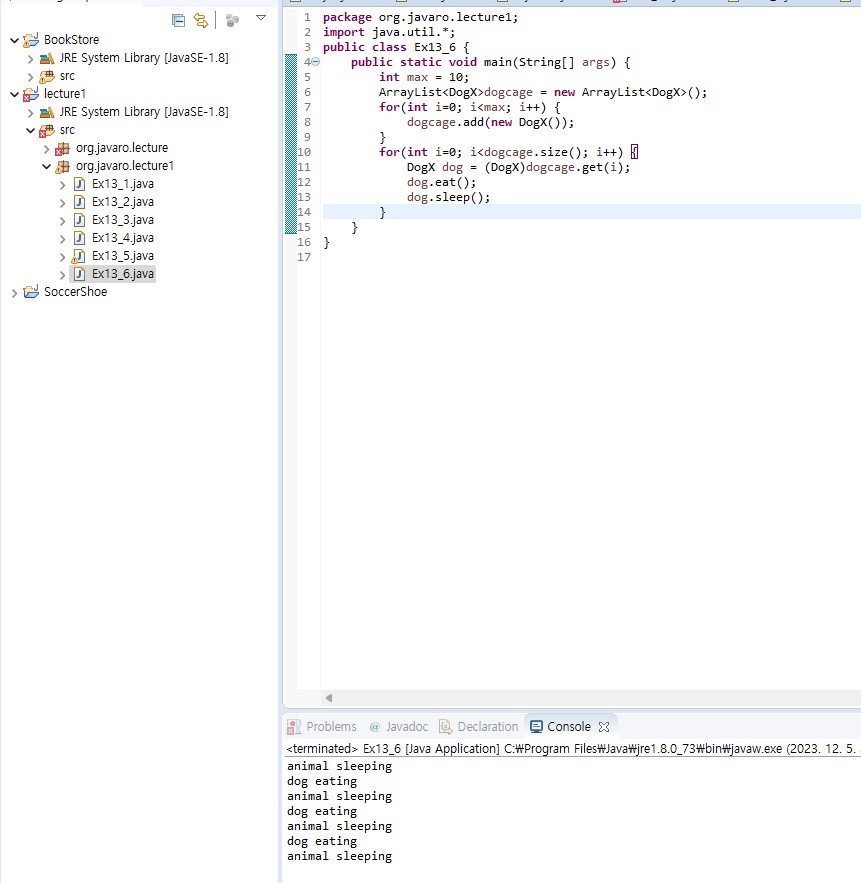 BookStore
JRE System Library [JavaSE-1.8]
src
lecture1
JRE System Library [JavaSE-1.8]
src
org.javaro.lecture
org.javaro.lecture1
Ex13_1.java
Ex13_2.java
Ex13_3.java
Ex13_4.java
Ex13_5.java
Ex13_6.java
SoccerShoe
1 package org.javaro.lecture1;
2 import java.util.*;
3 public class Ex13_6 {
4 public static void main(String[] args) {
5 int max = 10;
6 ArrayList<DogX>dogcage = new ArrayList<DogX>();
7 for(int i=0; i<max; i++) {
8 dogcage.add(new DogX());
9 }
10 for(int i=0; i<dogcage.size(); i++) {
11 DogX dog = (DogX)dogcage.get(i);
12 dog.eat();
13 dog.sleep();
14 }
15 }
16 }
17
Problems @ Javadoc Declaration Console
<terminated> Ex13_6 [Java Application] C:₩Program Files₩Java₩jre1.8.0_73₩bin₩javaw.exe (2023. 12. 5.
animal sleeping
dog eating
animal sleeping
dog eating
animal sleeping
dog eating
animal sleeping